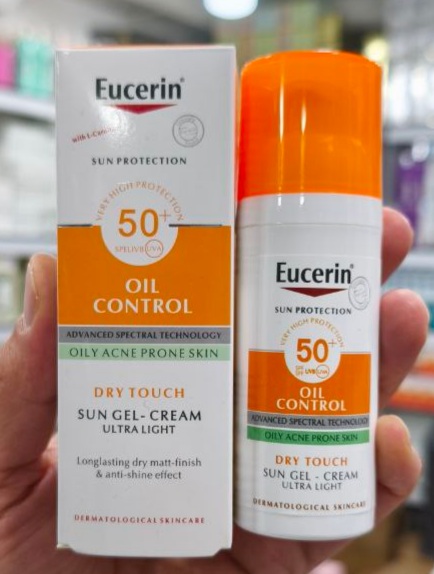 Eucerin®
SUN PROTECTION
VERY HIGH PROTECTION
50+
UVA
OIL
CONTROL
ADVANCED SPECTRAL TECHNOLOGY
OILY ACNE PRONE SKIN
DRY TOUCH
SUN GEL- CREAM
ULTRA LIGHT
Longlasting dry matt-finish
& anti-shine effect
DERMATOLOGICAL SKINCARE
Eucerin®
SUN PROTECTION
VERY HIGH PROTECTION
50+
UVB UVA
OIL
CONTROL
ADVANCED SPECTRAL TECHNOLOGY
OILY ACNE PRONE SKIN
DRY TOUCH
SUN GEL - CREAM
ULTRA LIGHT
DERMATOLOGICAL SKINCARE